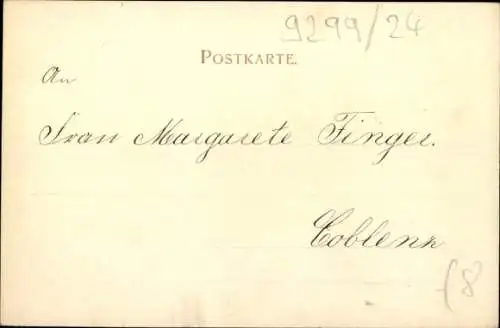 9299/24
POSTKARTE.
An
Frau Margarete Finger.
Coblenz
(8